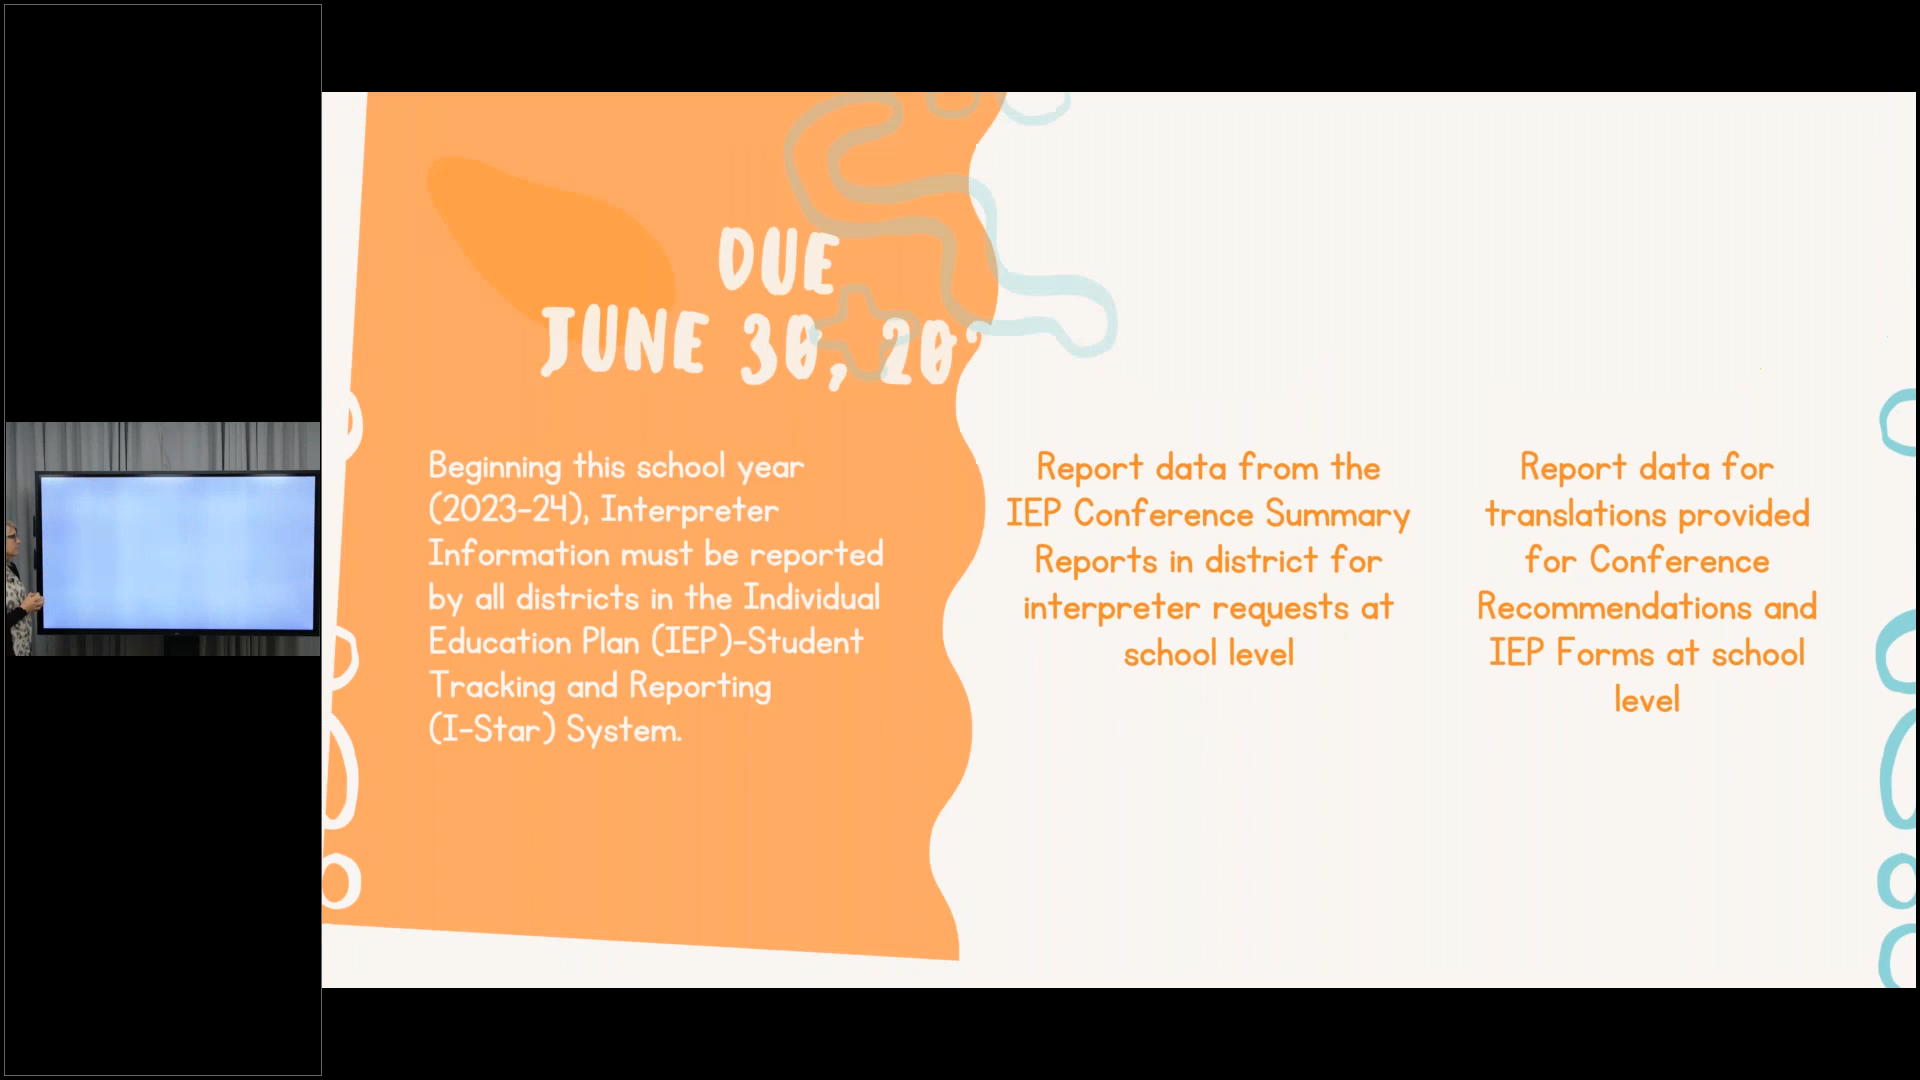 DUE
JUNE 30, 20
Beginning this school year
(2023-24), Interpreter
Information must be reported
by all districts in the Individual
Education Plan (IEP)-Student
Tracking and Reporting
(I-Star) System.
Report data from the
IEP Conference Summary
Reports in district for
interpreter requests at
school level
Report data for
translations provided
for Conference
Recommendations and
IEP Forms at school
level